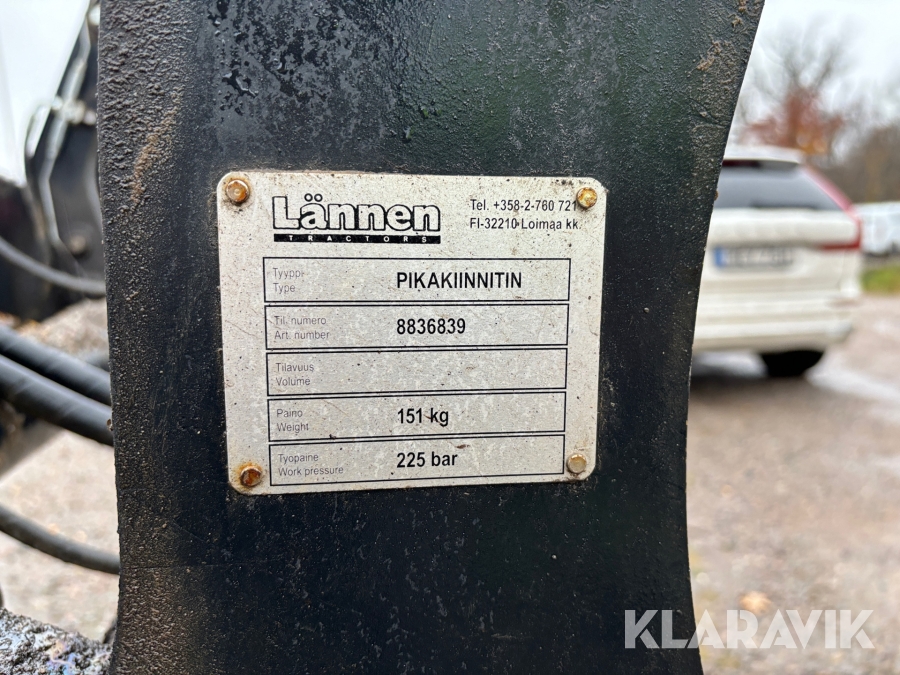 Lännen
TRACTORS
Tel. +358-2-760 721
FI-32210 Loimaa kk.
Tyyppi
Type
PIKAKIINNITIN
Til. numero
Art. number
8836839
Tilavuus
Volume
Paino
Weight
151 kg
Työpaine
Work pressure
225 bar
KLARAVIK